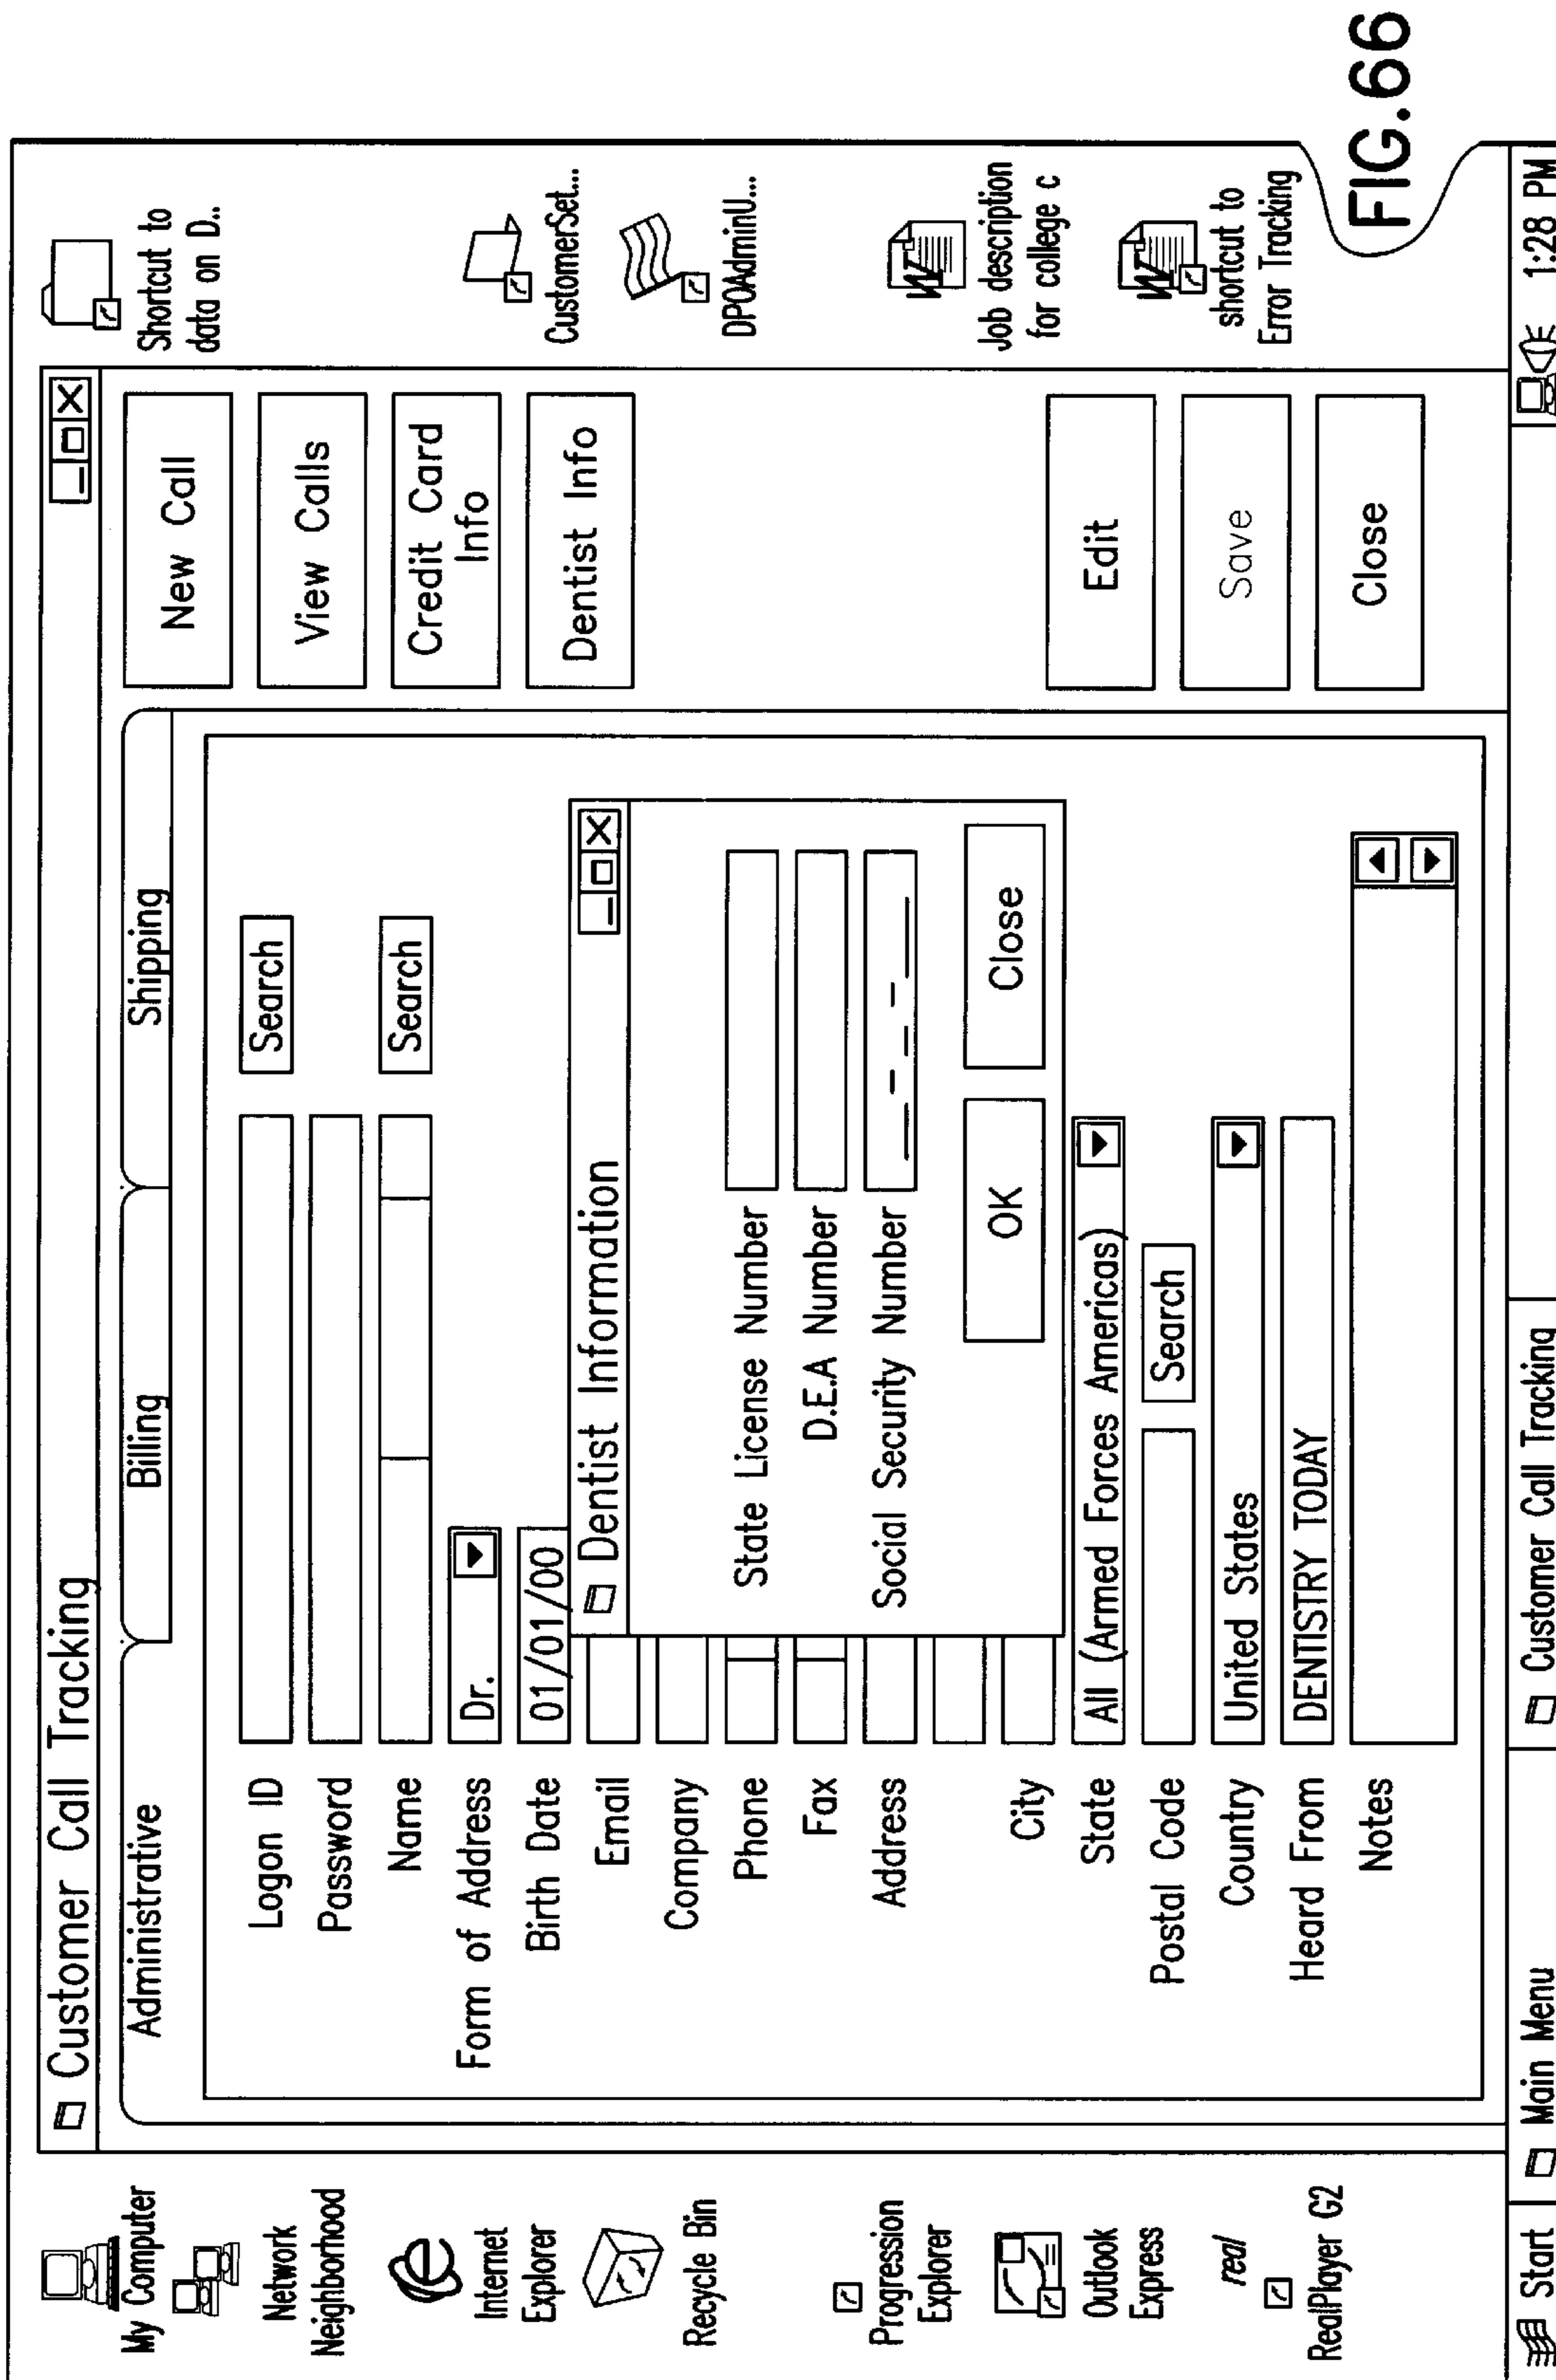 My Computer
Network
Neighborhood
Internet
Explorer
Recycle Bin
Progression
Explorer
Outlook
Express
real
RealPlayer G2
Customer Call Tracking
Administrative
Billing
Shipping
Logon ID
Search
Password
Name
Search
Form of Address
Dr.
Birth Date
01/01/00
Email
Company
Phone
Fax
Address
City
State
All (Armed Forces Americas)
Postal Code
Search
Country
United States
Heard From
DENTISTRY TODAY
Notes
Dentist Information
State License Number
D.E.A Number
Social Security Number
OK
Close
New Call
View Calls
Credit Card
Info
Dentist Info
Edit
Save
Close
Shortcut to
data on D..
CustomerSet...
DPOAdminU...
Job description
for college c
shortcut to
Error Tracking
Start
Main Menu
Customer Call Tracking
1:28 PM
FIG.66